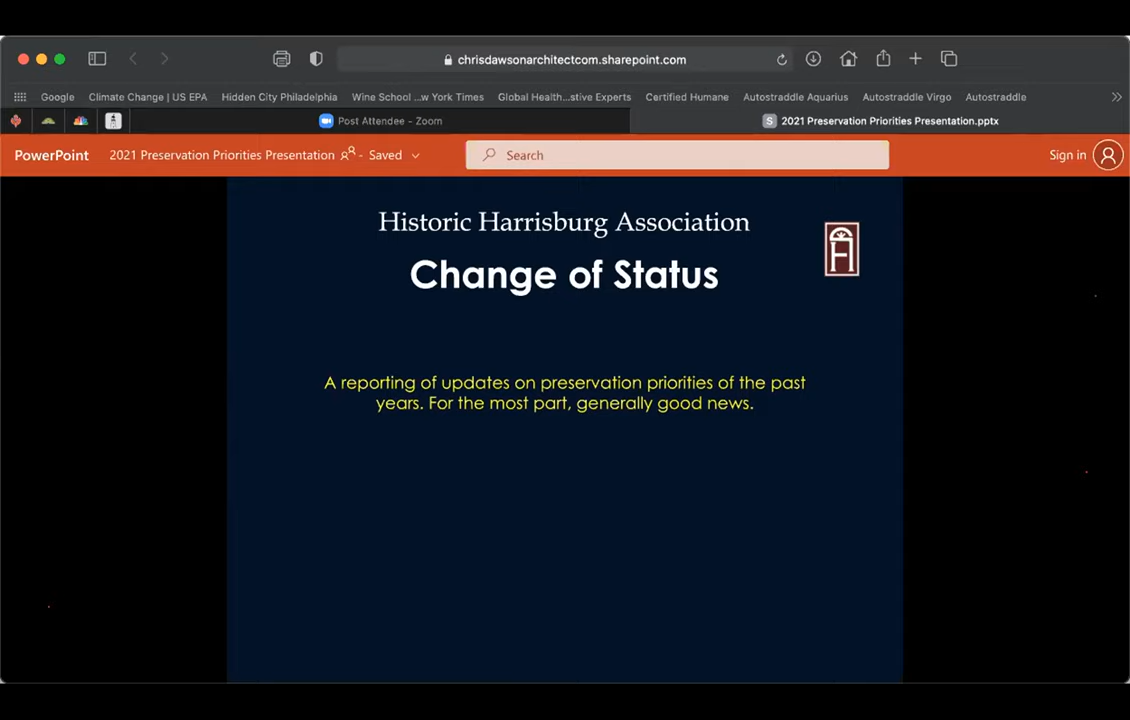 chrisdawsonarchitectcom.sharepoint.com
Google Climate Change | US EPA Hidden City Philadelphia Wine School ...w York Times Global Health...stive Experts Certified Humane Autostraddle Aquarius Autostraddle Virgo Autostraddle
Post Attendee - Zoom S 2021 Preservation Priorities Presentation.pptx
PowerPoint 2021 Preservation Priorities Presentation - Saved Search Sign in
Historic Harrisburg Association
Change of Status
A reporting of updates on preservation priorities of the past
years. For the most part, generally good news.